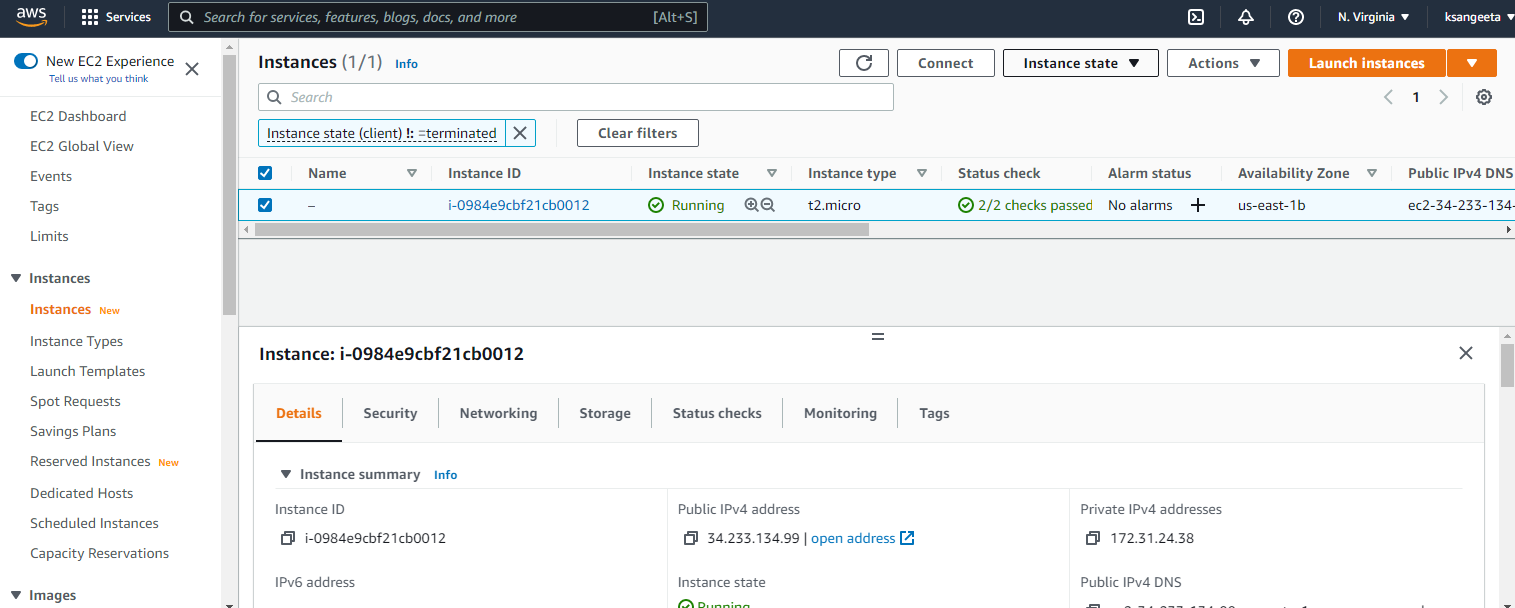 aws Services Search for services, features, blogs, docs, and more [Alt+S] N. Virginia ksangeeta
New EC2 Experience
Tell us what you think
EC2 Dashboard
EC2 Global View
Events
Tags
Limits
Instances
Instances New
Instance Types
Launch Templates
Spot Requests
Savings Plans
Reserved Instances New
Dedicated Hosts
Scheduled Instances
Capacity Reservations
Images
Instances (1/1) Info Connect Instance state Actions Launch instances
Search 1
Instance state (client) !: =terminated Clear filters
Name Instance ID Instance state Instance type Status check Alarm status Availability Zone Public IPv4 DNS
– i-0984e9cbf21cb0012 Running t2.micro 2/2 checks passed No alarms + us-east-1b ec2-34-233-134-
Instance: i-0984e9cbf21cb0012
Details Security Networking Storage Status checks Monitoring Tags
Instance summary Info
Instance ID Public IPv4 address Private IPv4 addresses
i-0984e9cbf21cb0012 34.233.134.99 | open address 172.31.24.38
IPv6 address Instance state Public IPv4 DNS
Running